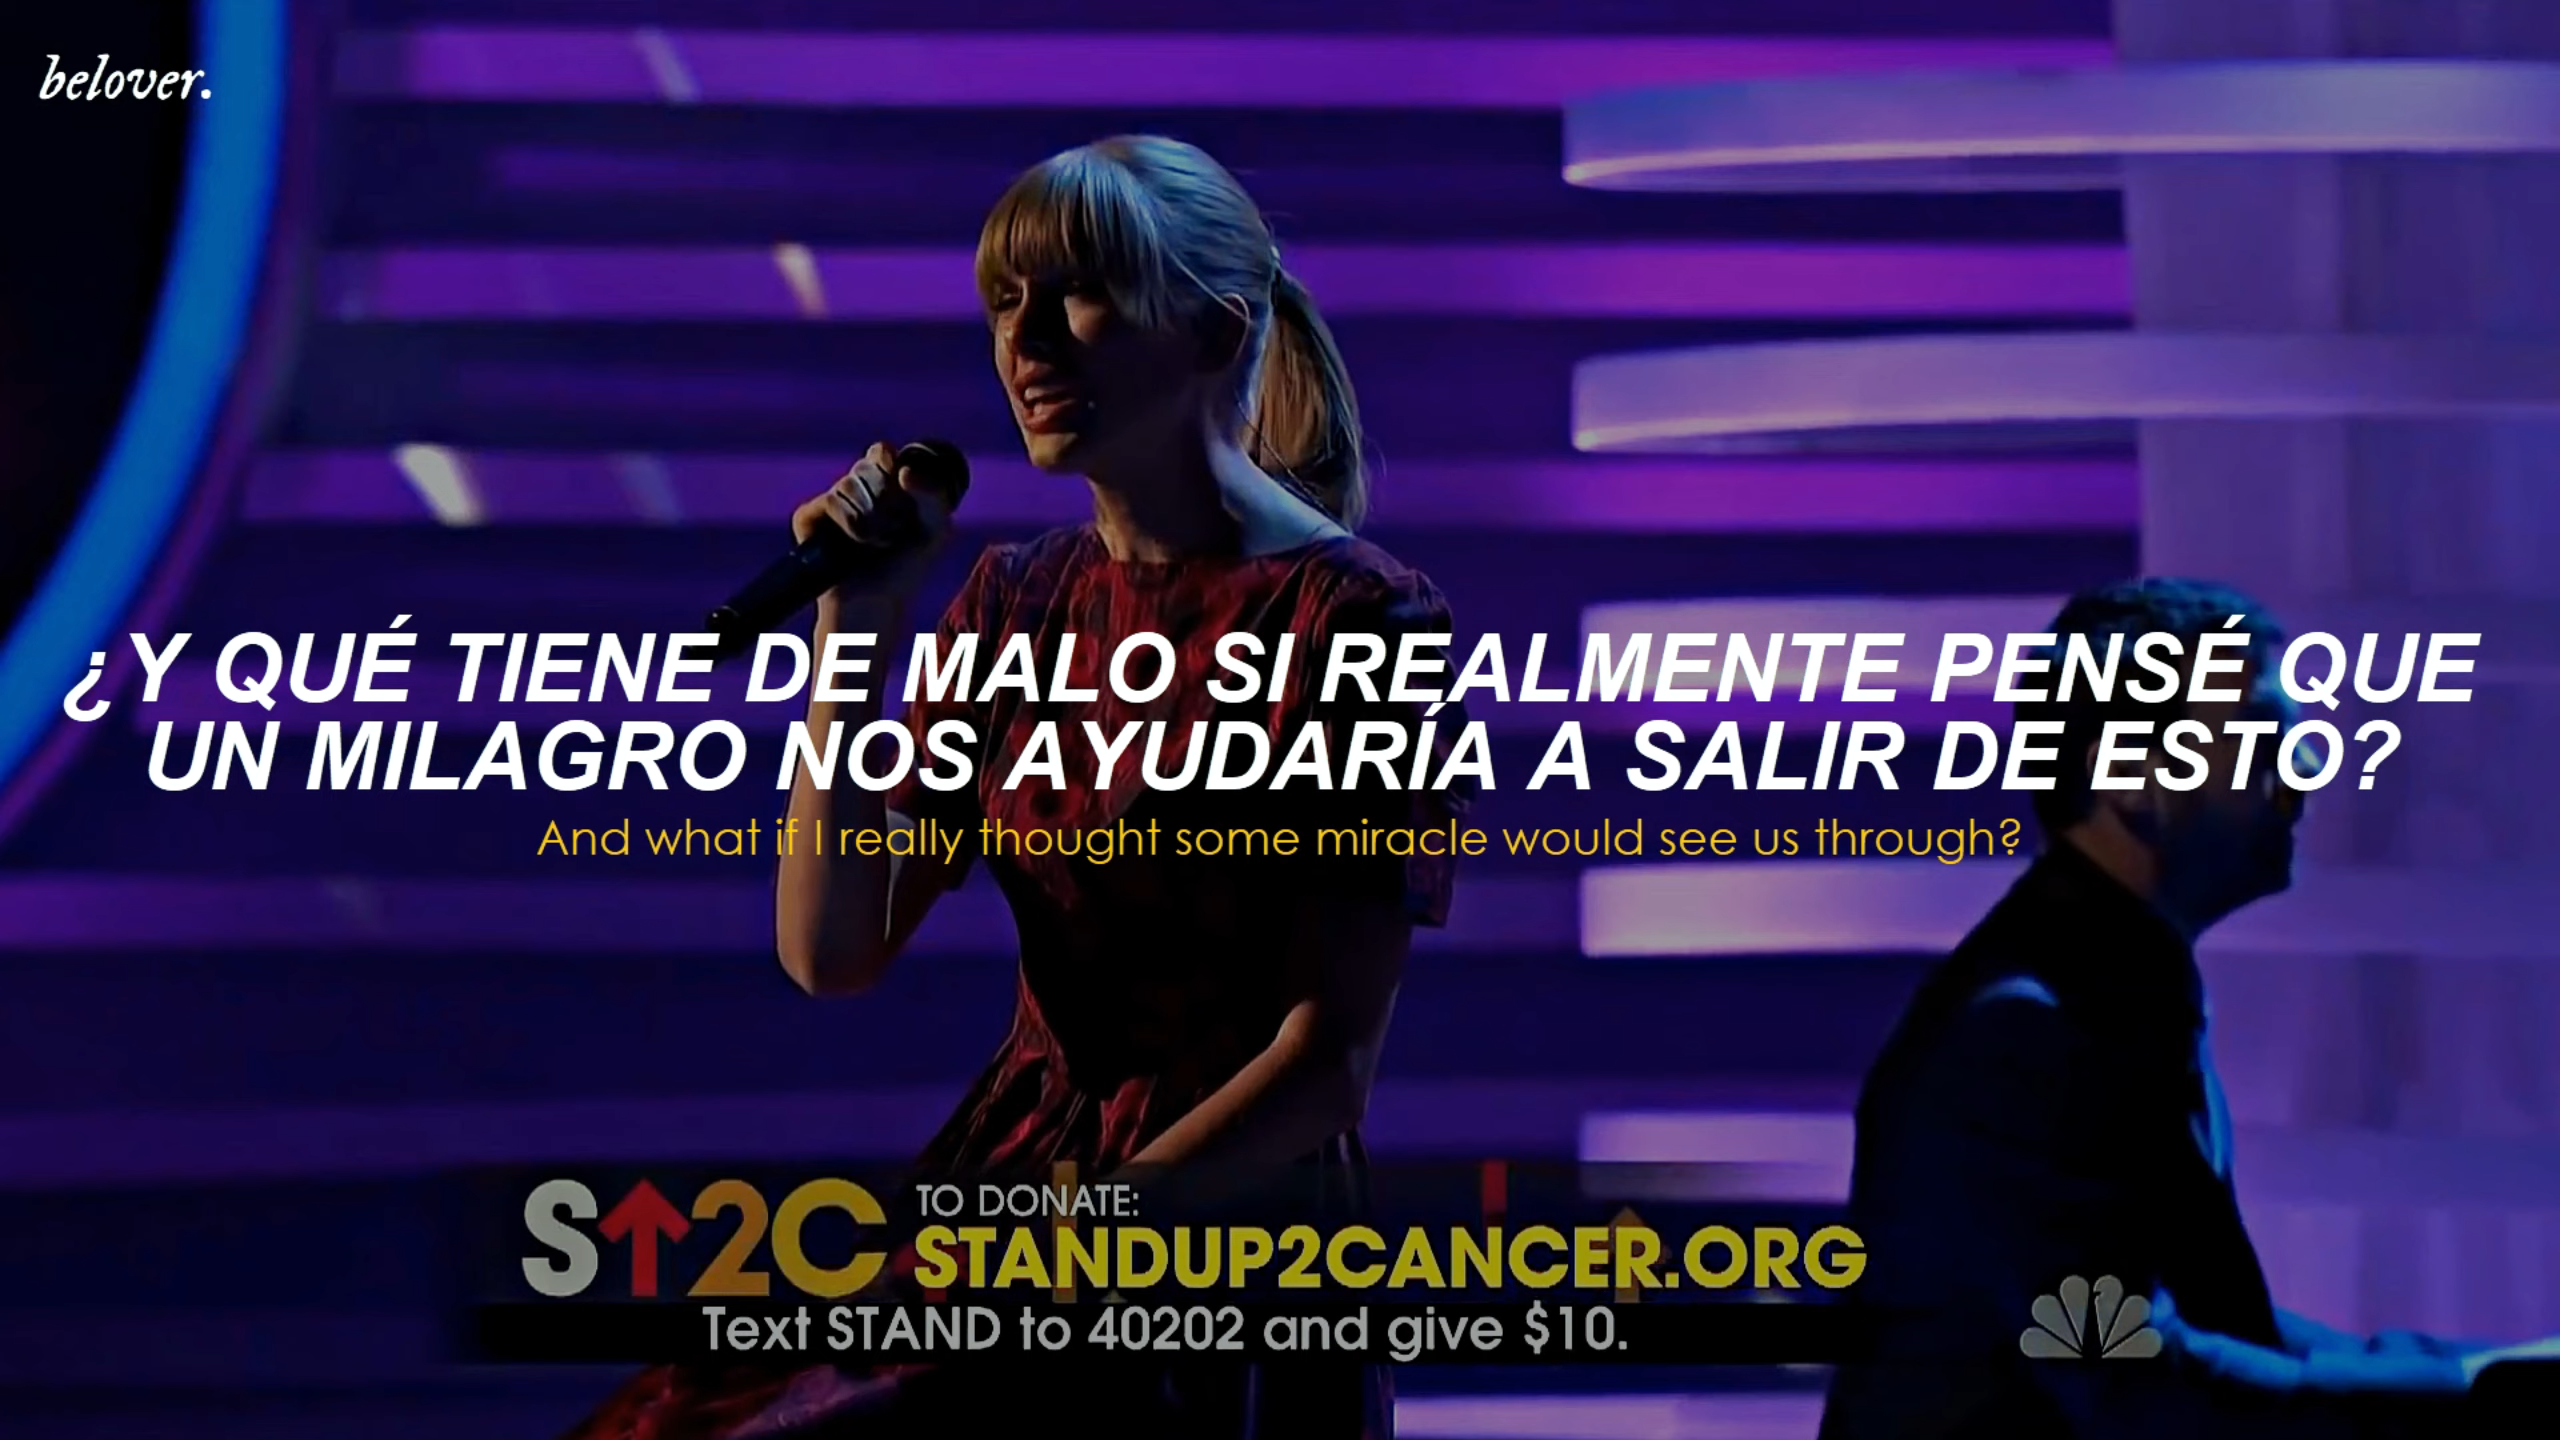 belover.
¿Y QUÉ TIENE DE MALO SI REALMENTE PENSÉ QUE
UN MILAGRO NOS AYUDARÍA A SALIR DE ESTO?
And what if I really thought some miracle would see us through?
S↑2C
TO DONATE:
STANDUP2CANCER.ORG
Text STAND to 40202 and give $10.